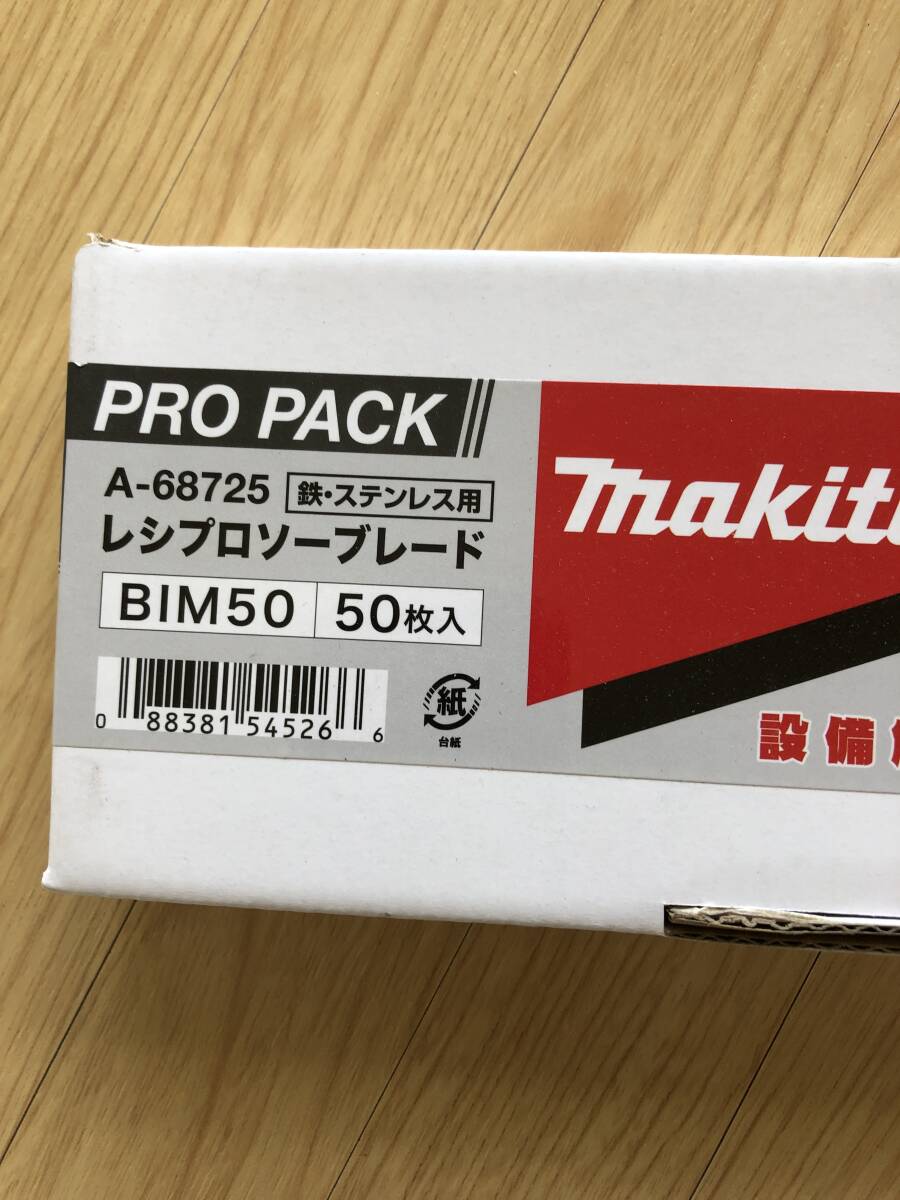 PRO PACK
A-68725 鉄・ステンレス用
レシプロソーブレード
BIM50 50枚入
0 88381 54526 6
紙
台紙
makit
設備